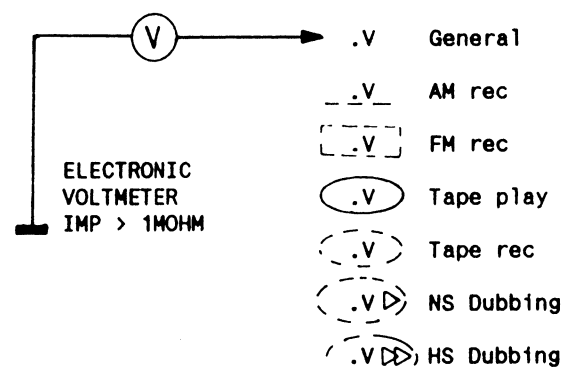 V
.V General
.V AM rec
.V FM rec
ELECTRONIC
VOLTMETER
IMP > 1MOHM
.V Tape play
.V Tape rec
.V NS Dubbing
.V HS Dubbing